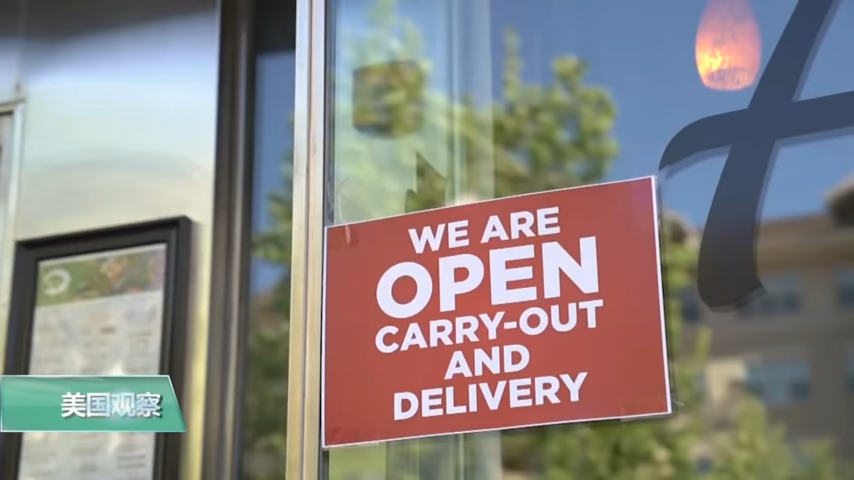 WE ARE
OPEN
CARRY-OUT
AND
DELIVERY
美国观察